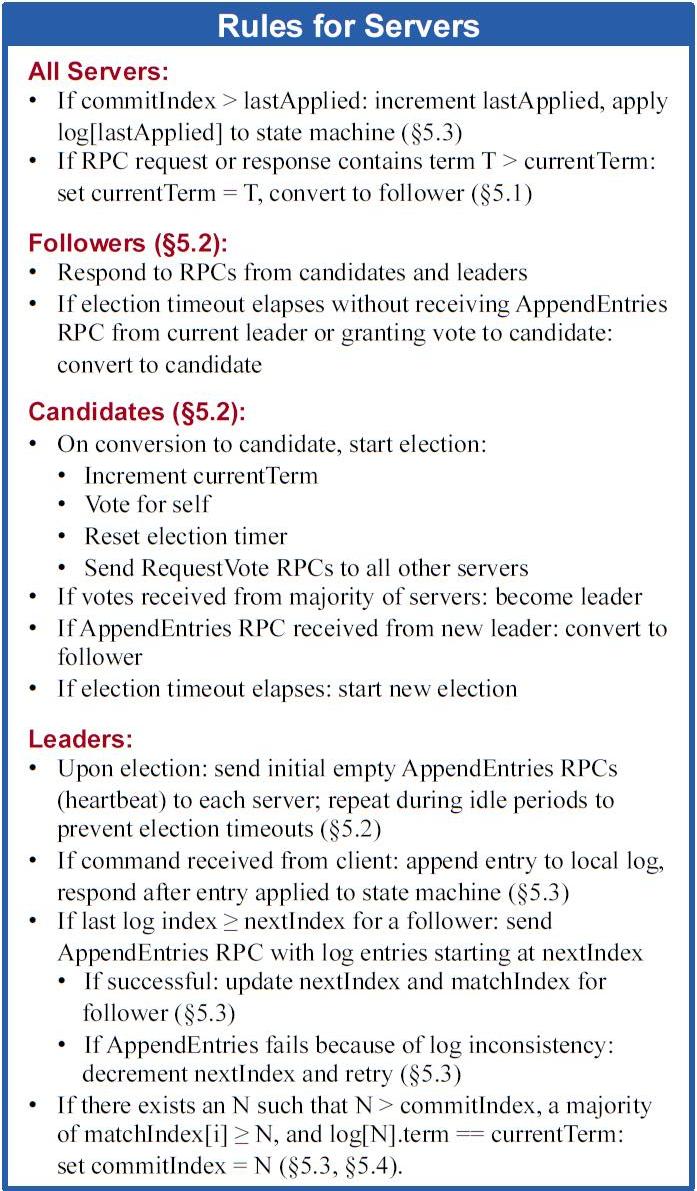 Rules for Servers
All Servers:
• If commitIndex > lastApplied: increment lastApplied, apply
log[lastApplied] to state machine (§5.3)
• If RPC request or response contains term T > currentTerm:
set currentTerm = T, convert to follower (§5.1)
Followers (§5.2):
• Respond to RPCs from candidates and leaders
• If election timeout elapses without receiving AppendEntries
RPC from current leader or granting vote to candidate:
convert to candidate
Candidates (§5.2):
• On conversion to candidate, start election:
• Increment currentTerm
• Vote for self
• Reset election timer
• Send RequestVote RPCs to all other servers
• If votes received from majority of servers: become leader
• If AppendEntries RPC received from new leader: convert to
follower
• If election timeout elapses: start new election
Leaders:
• Upon election: send initial empty AppendEntries RPCs
(heartbeat) to each server; repeat during idle periods to
prevent election timeouts (§5.2)
• If command received from client: append entry to local log,
respond after entry applied to state machine (§5.3)
• If last log index ≥ nextIndex for a follower: send
AppendEntries RPC with log entries starting at nextIndex
• If successful: update nextIndex and matchIndex for
follower (§5.3)
• If AppendEntries fails because of log inconsistency:
decrement nextIndex and retry (§5.3)
• If there exists an N such that N > commitIndex, a majority
of matchIndex[i] ≥ N, and log[N].term == currentTerm:
set commitIndex = N (§5.3, §5.4).